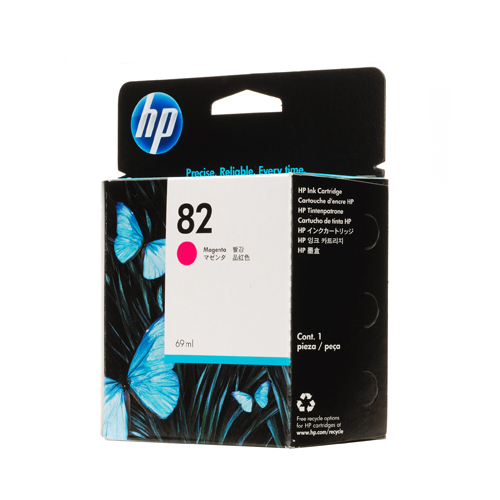 hp
Precise. Reliable. Every time.
82
Magenta 빨강
マゼンタ 品紅色
69 ml
HP Ink Cartridge
Cartouche d'encre HP
HP Tintenpatrone
Cartucho de tinta HP
HP インクカートリッジ
HP 잉크 카트리지
HP 墨盒
Cont. 1
pieza / peça
Free recycle options
for HP cartridges at
www.hp.com/recycle